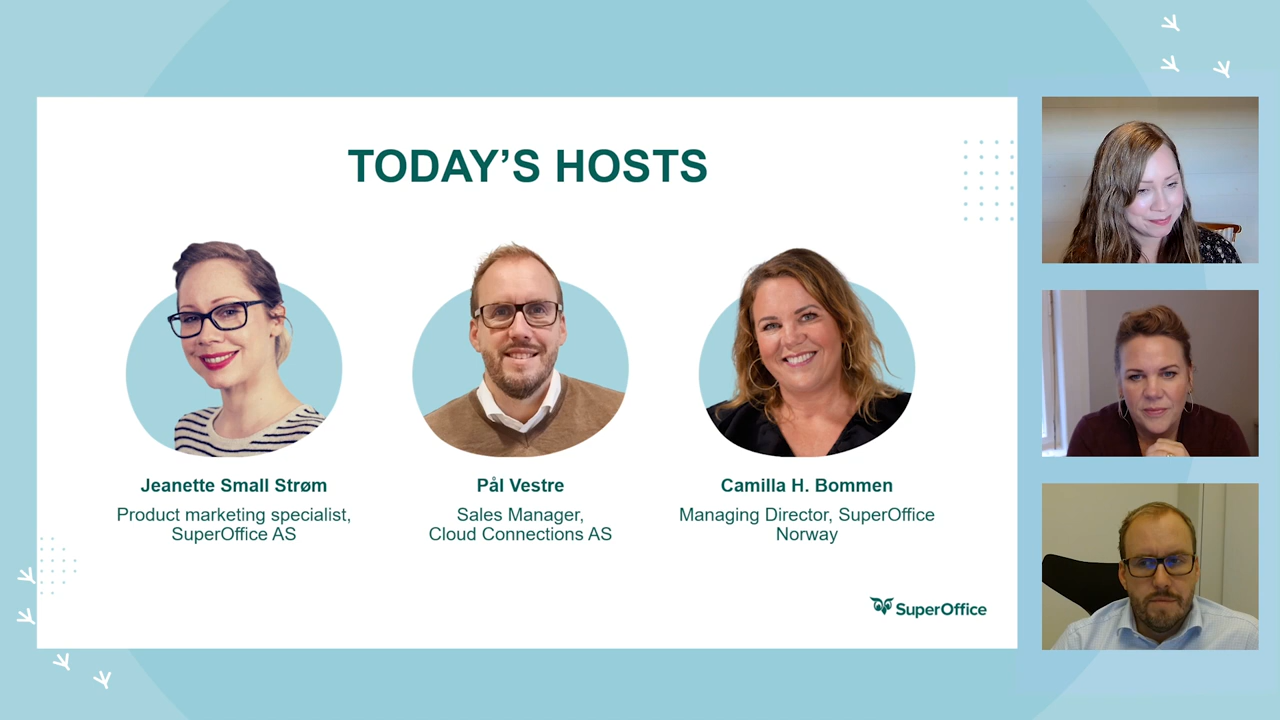 TODAY'S HOSTS
Jeanette Small Strøm
Product marketing specialist,
SuperOffice AS
Pål Vestre
Sales Manager,
Cloud Connections AS
Camilla H. Bommen
Managing Director, SuperOffice
Norway
SuperOffice